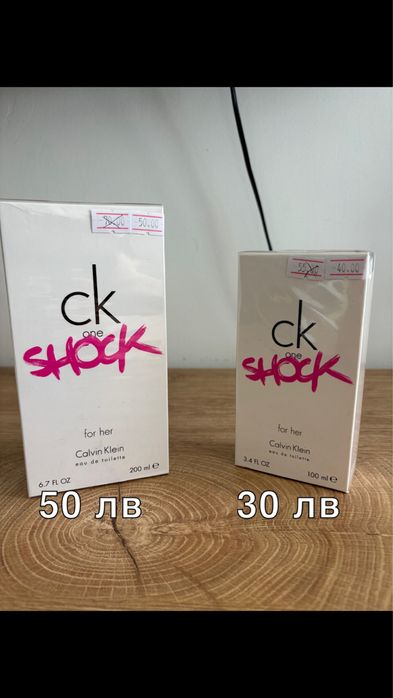 50.00
ck
one
SHOCK
for her
Calvin Klein
eau de toilette
6.7 FL OZ
200 ml ℮
40.00
ck
one
SHOCK
for her
Calvin Klein
eau de toilette
3.4 FL OZ
100 ml ℮
50 лв
30 лв